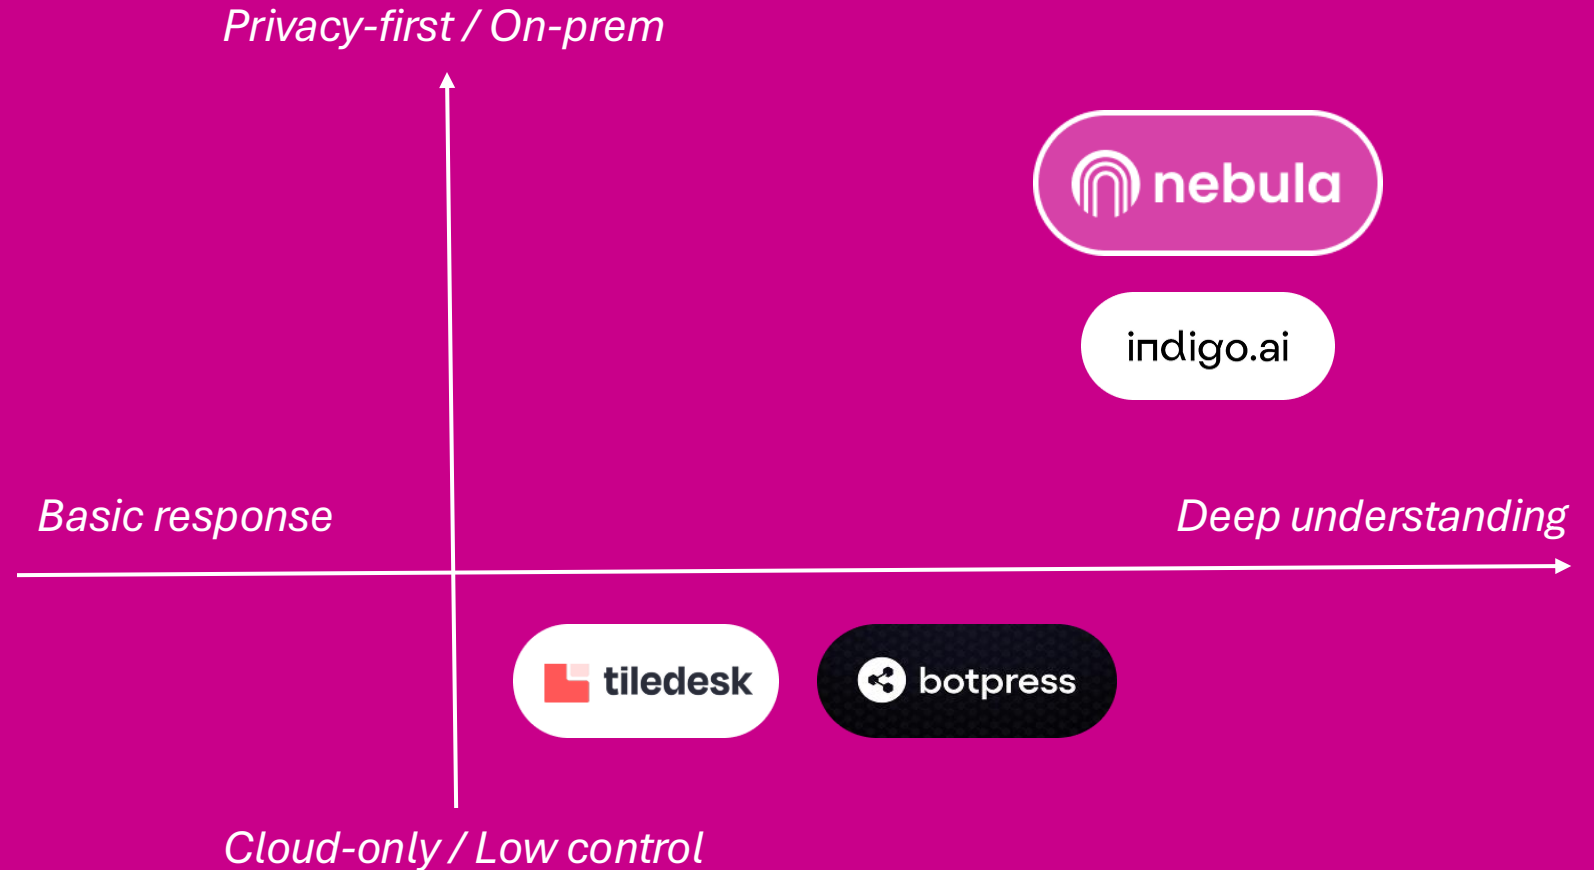 Privacy-first / On-prem
nebula
indigo.ai
Basic response
Deep understanding
tiledesk
botpress
Cloud-only / Low control